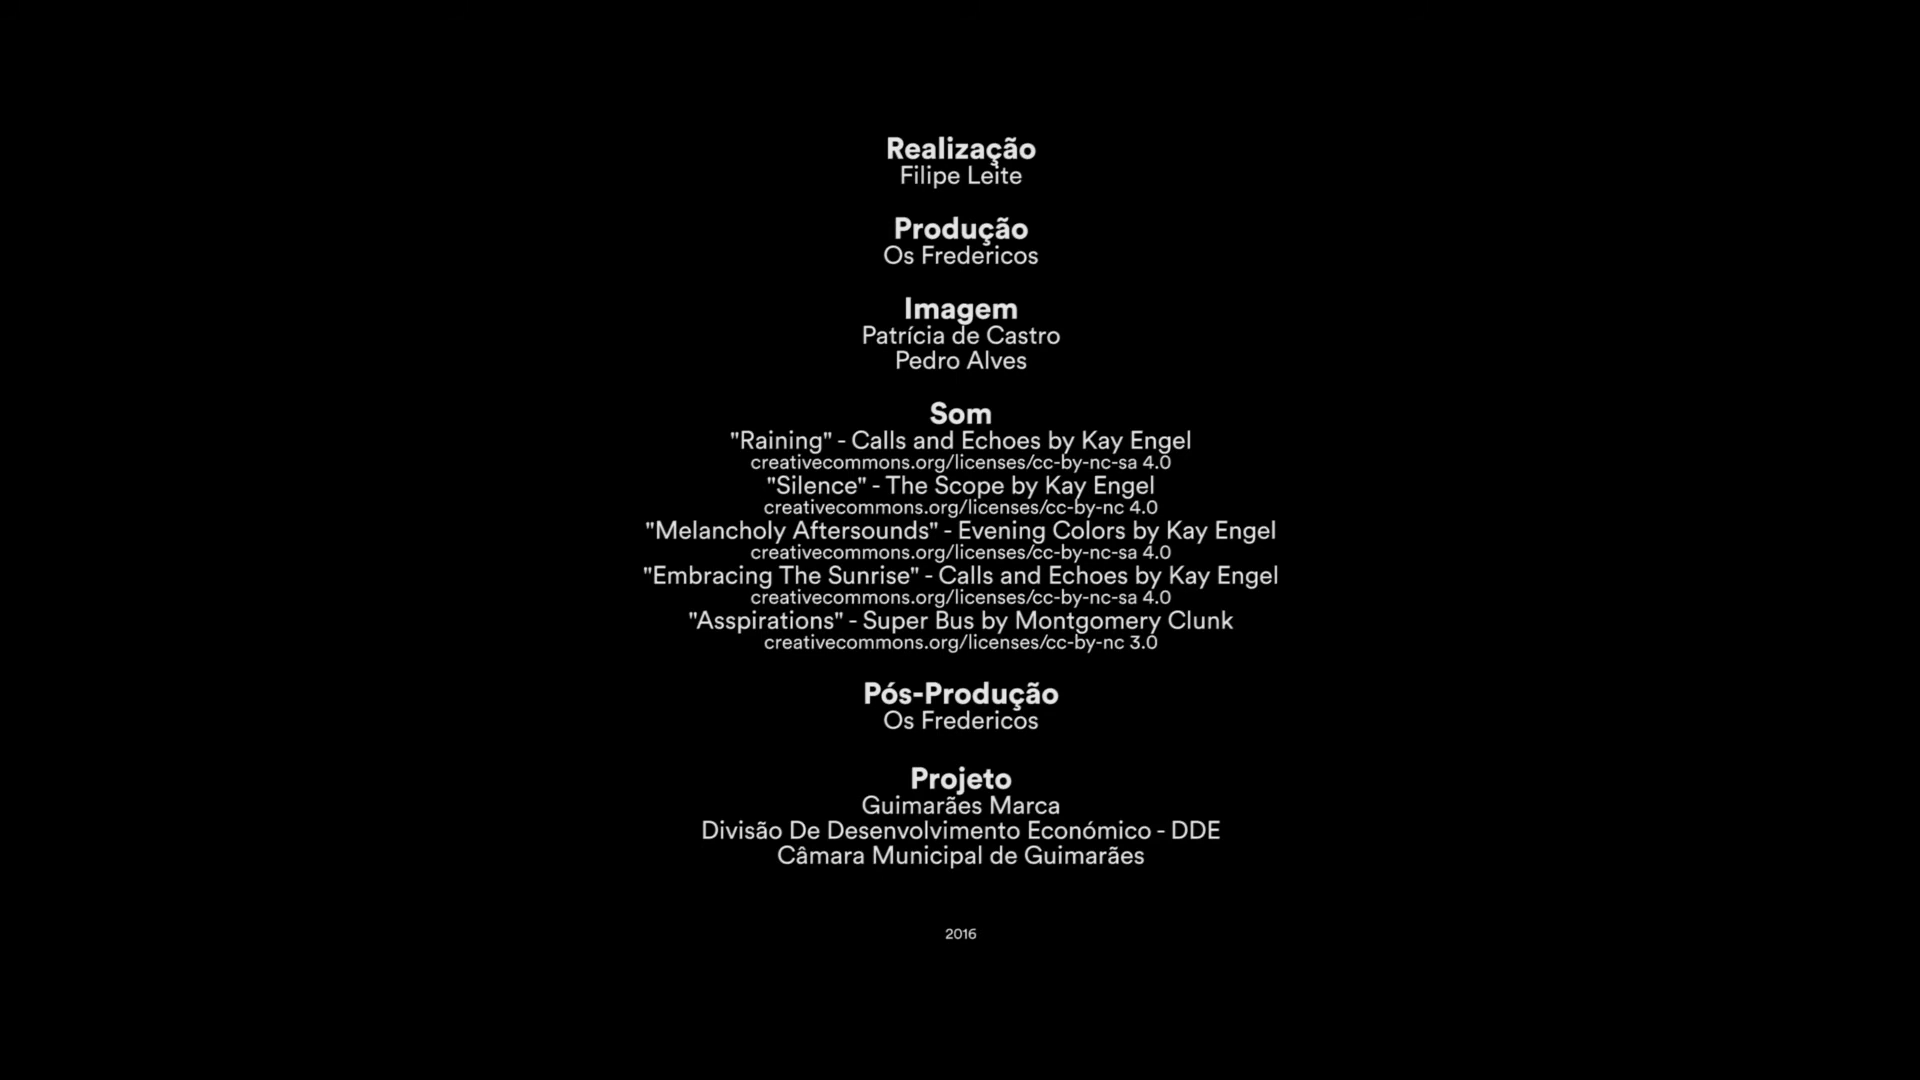 Realização
Filipe Leite
Produção
Os Fredericos
Imagem
Patrícia de Castro
Pedro Alves
Som
"Raining" - Calls and Echoes by Kay Engel
creativecommons.org/licenses/cc-by-nc-sa 4.0
"Silence" - The Scope by Kay Engel
creativecommons.org/licenses/cc-by-nc 4.0
"Melancholy Aftersounds" - Evening Colors by Kay Engel
creativecommons.org/licenses/cc-by-nc-sa 4.0
"Embracing The Sunrise" - Calls and Echoes by Kay Engel
creativecommons.org/licenses/cc-by-nc-sa 4.0
"Asspirations" - Super Bus by Montgomery Clunk
creativecommons.org/licenses/cc-by-nc 3.0
Pós-Produção
Os Fredericos
Projeto
Guimarães Marca
Divisão De Desenvolvimento Económico - DDE
Câmara Municipal de Guimarães
2016